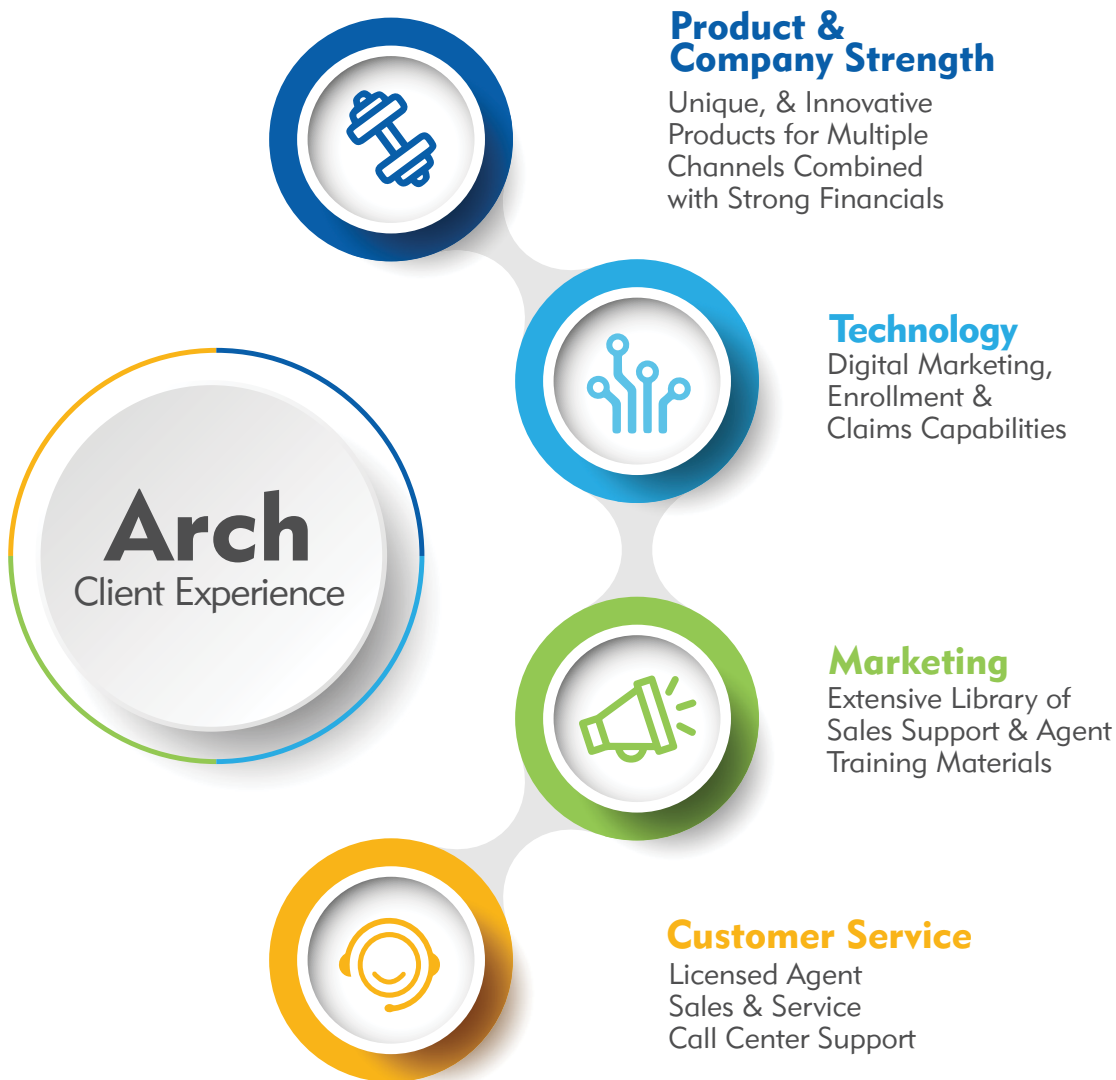 Product &
Company Strength
Unique, & Innovative
Products for Multiple
Channels Combined
with Strong Financials
Technology
Digital Marketing,
Enrollment &
Claims Capabilities
Arch
Client Experience
Marketing
Extensive Library of
Sales Support & Agent
Training Materials
Customer Service
Licensed Agent
Sales & Service
Call Center Support